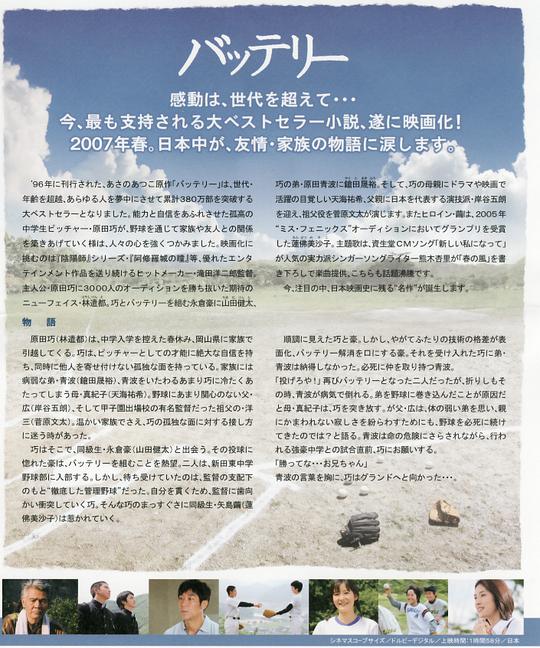 バッテリー
感動は、世代を超えて・・・
今、最も支持される大ベストセラー小説、遂に映画化！
2007年春。日本中が、友情・家族の物語に涙します。
'96年に刊行された、あさのあつこ原作「バッテリー」は、世代・
年齢を超越、あらゆる人を夢中にさせて累計380万部を突破する
大ベストセラーとなりました。能力と自信をあふれさせた孤高の
中学生ピッチャー・原田巧が、野球を通じて家族や友人との関係
を築きあげていく様は、人々の心を強くつかみました。映画化に
挑むのは『陰陽師』シリーズ・『阿修羅城の瞳』等、優れたエンタ
テインメント作品を送り続けるヒットメーカー・滝田洋二郎監督。
主人公・原田巧に3000人のオーディションを勝ち抜いた期待の
ニューフェイス・林遣都。巧とバッテリーを組む永倉豪に山田健太、
巧の弟・原田青波に鎗田晟裕。そして、巧の母親にドラマや映画で
活躍の目覚しい天海祐希、父親に日本を代表する演技派・岸谷五朗
を迎え、祖父役を菅原文太が演じます。またヒロイン・繭は、2005年
“ミス・フェニックス”オーディションにおいてグランプリを受賞
した蓮佛美沙子。主題歌は、資生堂CMソング「新しい私になって」
が人気の実力派シンガーソングライター熊木杏里が「春の風」を書
き下ろしで楽曲提供。こちらも話題沸騰です。
今、注目の中、日本映画史に残る“名作”が誕生します。
物 語
原田巧（林遣都）は、中学入学を控えた春休み、岡山県に家族で
引越してくる。巧は、ピッチャーとしての才能に絶大な自信を持
ち、同時に他人を寄せ付けない孤独な面を持っている。家族には
病弱な弟・青波（鎗田晟裕）、青波をいたわるあまり巧に冷たくあ
たってしまう母・真紀子（天海祐希）。野球にあまり関心のない父・
広（岸谷五朗）、そして甲子園出場校の有名監督だった祖父の・洋
三（菅原文太）。温かい家族でさえ、巧の孤独な面に対する接し方
に迷う時があった。
巧はそこで、同級生・永倉豪（山田健太）と出会う。その投球に
惚れた豪は、バッテリーを組むことを熱望。二人は、新田東中学
野球部に入部する。しかし、待ち受けていたのは、監督の支配下
のもと“徹底した管理野球”だった。自分を貫くため、監督に歯向
かい衝突していく巧。そんな巧のまっすぐさに同級生・矢島繭（蓮
佛美沙子）は惹かれていく。
順調に見えた巧と豪。しかし、やがてふたりの技術の格差が表
面化、バッテリー解消を口にする豪。それを受け入れた巧に弟・
青波は納得しなかった。必死に仲を取り持つ青波。
「投げろや！」再びバッテリーとなった二人だったが、折りしもそ
の時、青波が病気で倒れる。弟を野球に巻き込んだことが原因だ
と母・真紀子は、巧を突き放す。が父・広は、体の弱い弟を思い、親
にかまわれない寂しさを紛らわすためにも、野球を必死に続け
てきたのでは？と語る。青波は命の危険にさらされながら、行わ
れる強豪中学との試合直前、巧にお願いする。
「勝ってな・・・お兄ちゃん」
青波の言葉を胸に、巧はグランドへと向かった・・・。
シネマスコープサイズ／ドルビーデジタル／上映時間：1時間58分／日本